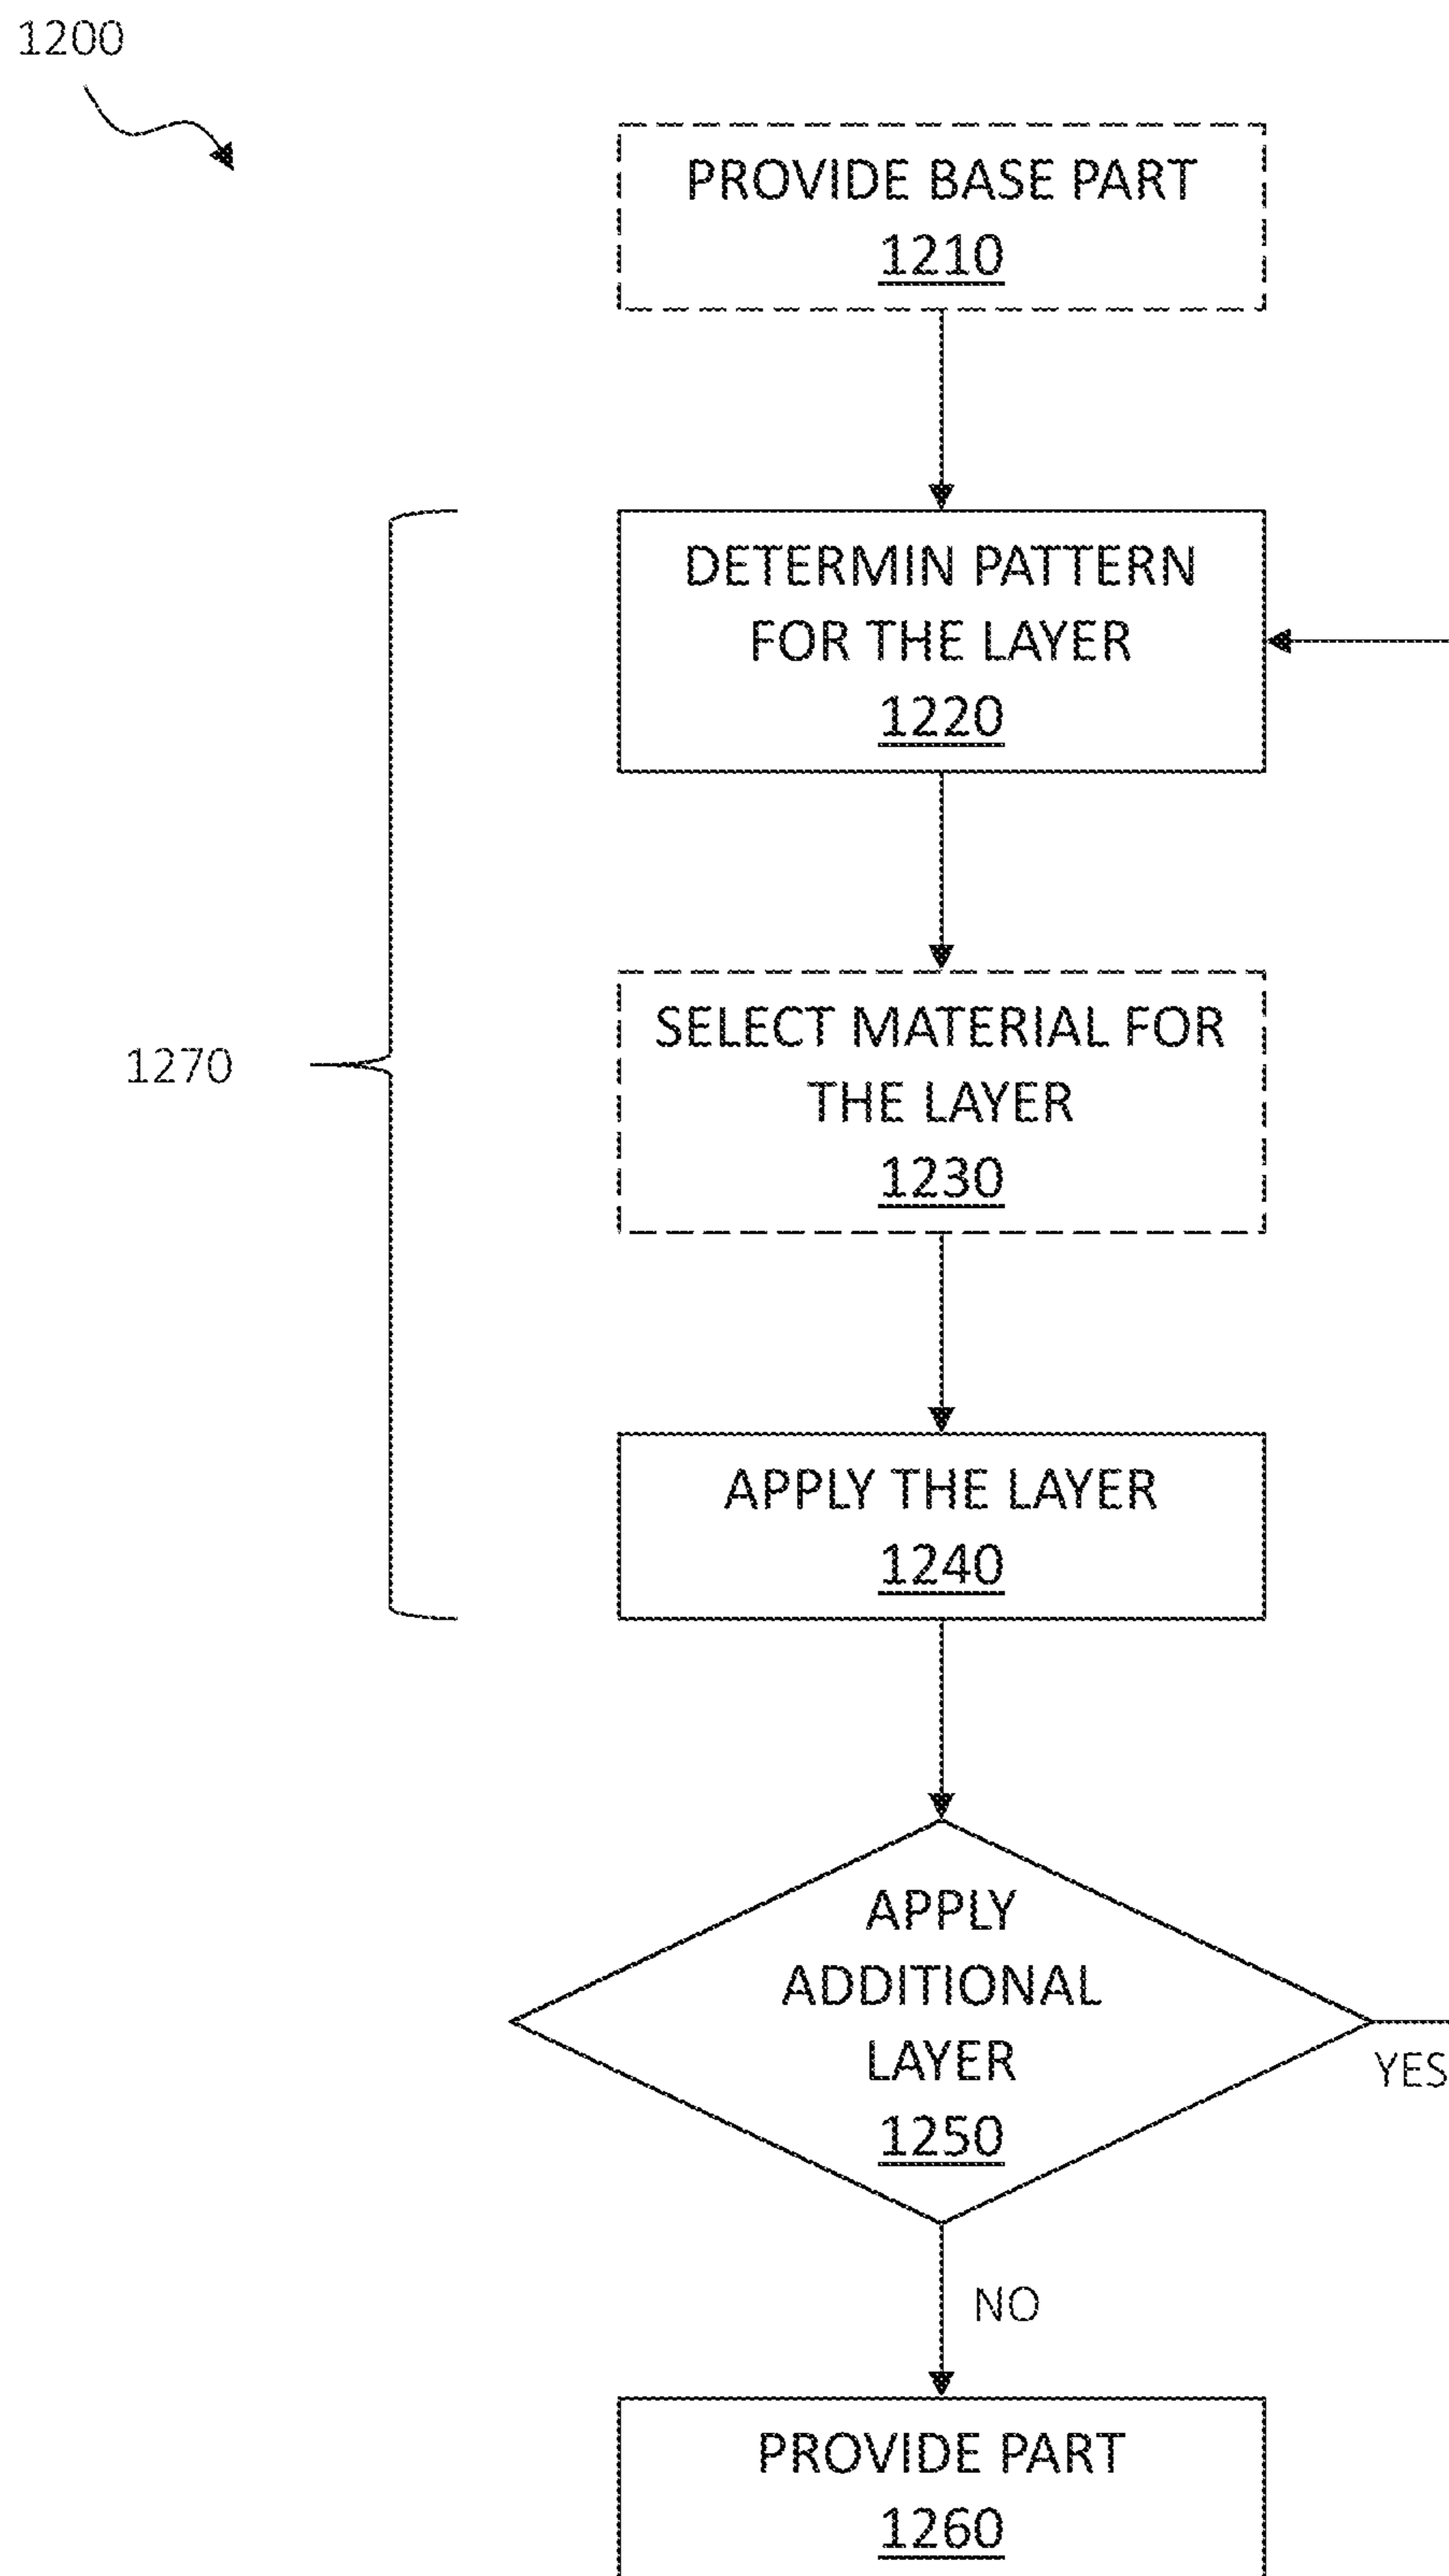 1200
PROVIDE BASE PART
1210
DETERMIN PATTERN
FOR THE LAYER
1220
SELECT MATERIAL FOR
THE LAYER
1230
1270
APPLY THE LAYER
1240
APPLY
ADDITIONAL
LAYER
1250
YES
NO
PROVIDE PART
1260